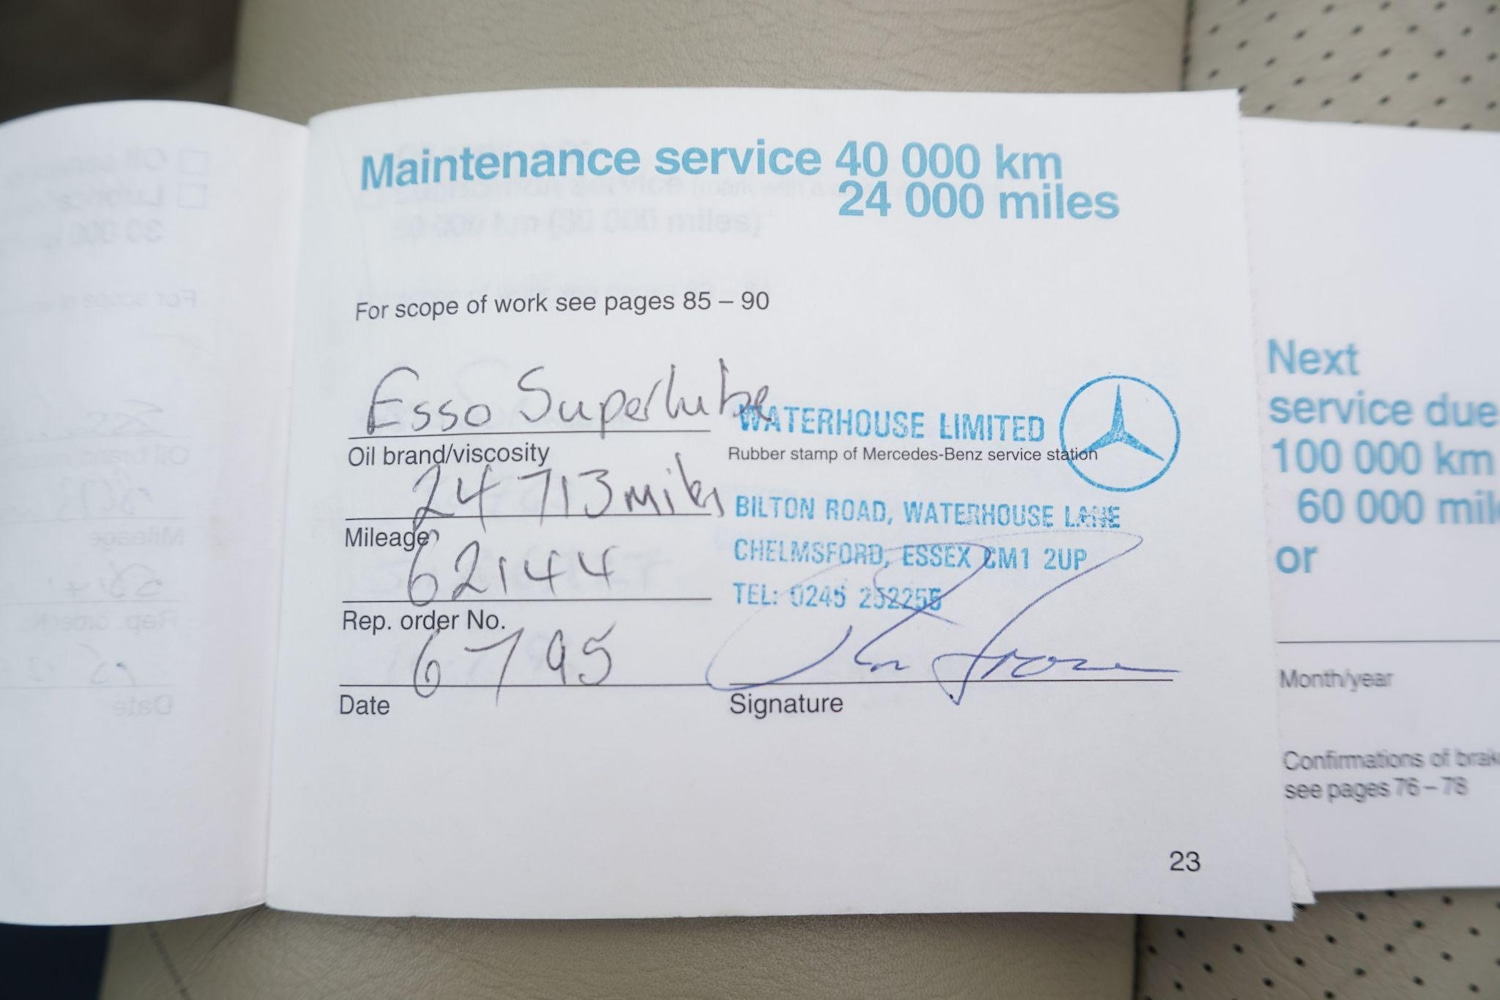 Maintenance service 40 000 km
24 000 miles
For scope of work see pages 85 – 90
Esso Superlube
Oil brand/viscosity
24 713 miles
Mileage
62144
Rep. order No.
6 7 95
Date
WATERHOUSE LIMITED
Rubber stamp of Mercedes-Benz service station
BILTON ROAD, WATERHOUSE LANE
CHELMSFORD, ESSEX CM1 2UP
TEL: 0245 252255
Signature
23
Next
service due
100 000 km
60 000 mil
or
Month/year
Confirmations of brak
see pages 76 – 78